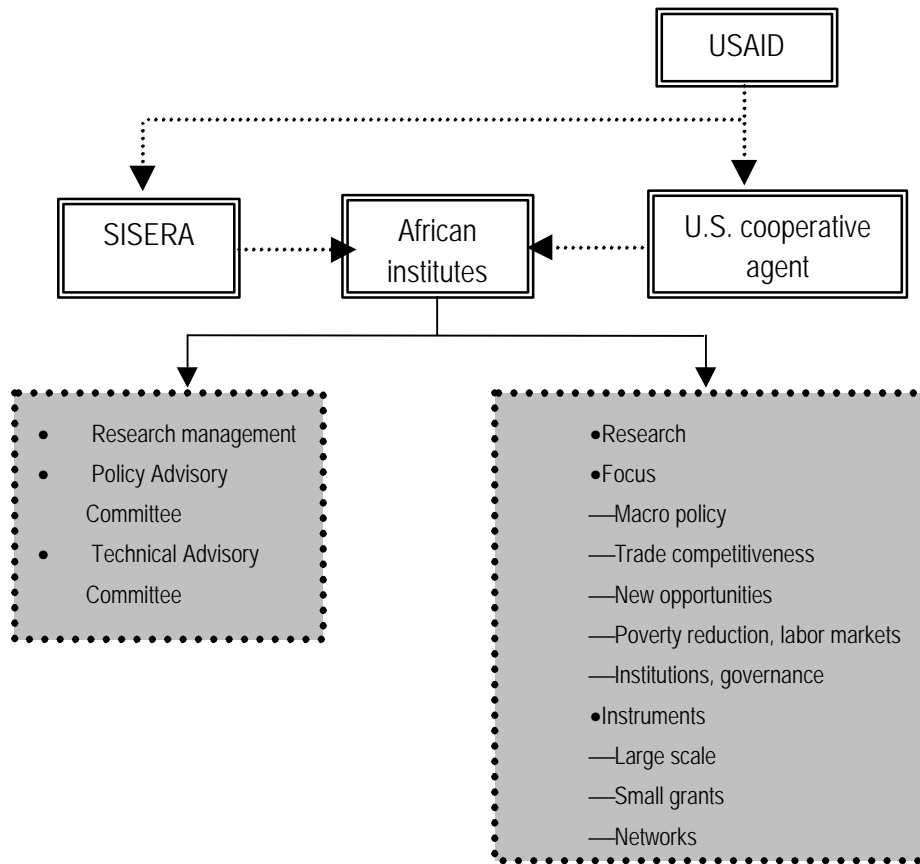 USAID
SISERA
African
institutes
U.S. cooperative
agent
• Research management
• Policy Advisory
Committee
• Technical Advisory
Committee
•Research
•Focus
—Macro policy
—Trade competitiveness
—New opportunities
—Poverty reduction, labor markets
—Institutions, governance
•Instruments
—Large scale
—Small grants
—Networks